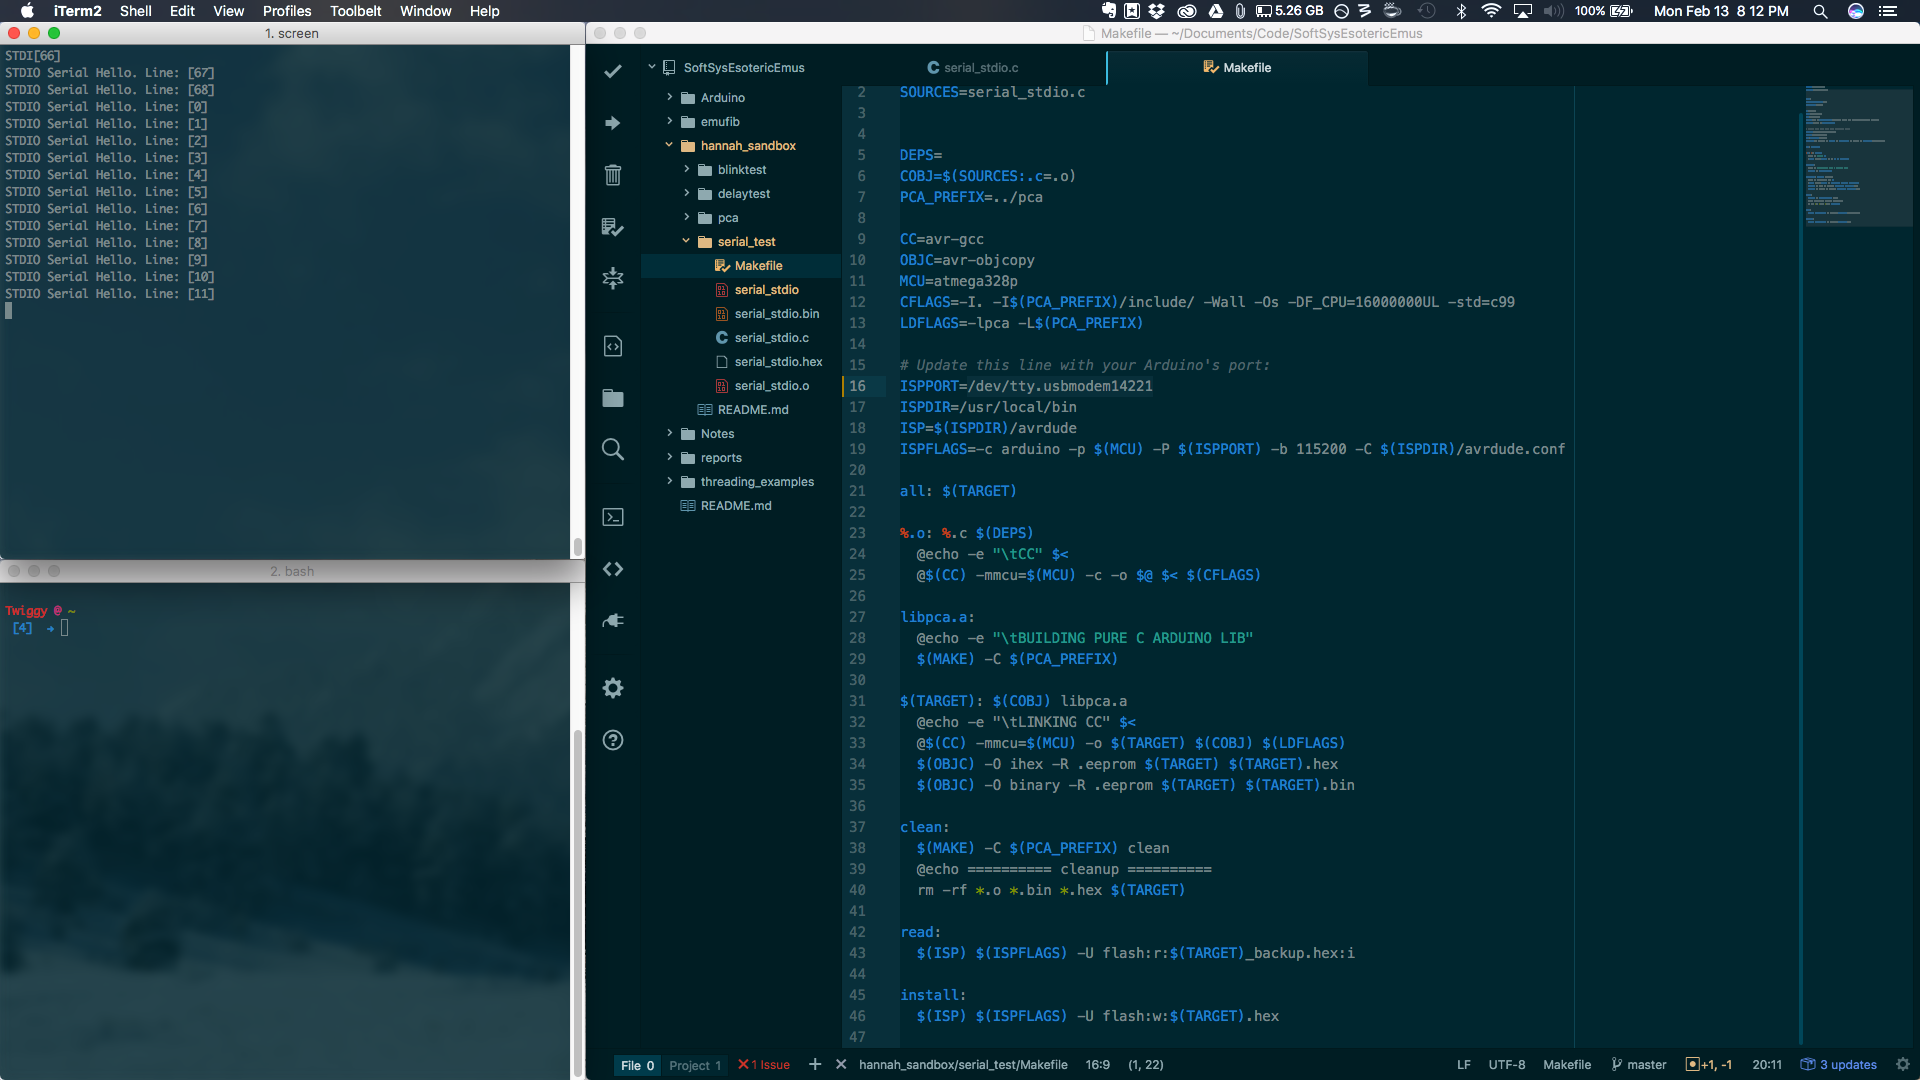 iTerm2 Shell Edit View Profiles Toolbelt Window Help 5.26 GB 100% Mon Feb 13 8:12 PM
1. screen
STDI[66]
STDIO Serial Hello. Line: [67]
STDIO Serial Hello. Line: [68]
STDIO Serial Hello. Line: [0]
STDIO Serial Hello. Line: [1]
STDIO Serial Hello. Line: [2]
STDIO Serial Hello. Line: [3]
STDIO Serial Hello. Line: [4]
STDIO Serial Hello. Line: [5]
STDIO Serial Hello. Line: [6]
STDIO Serial Hello. Line: [7]
STDIO Serial Hello. Line: [8]
STDIO Serial Hello. Line: [9]
STDIO Serial Hello. Line: [10]
STDIO Serial Hello. Line: [11]
2. bash
Twiggy @ ~
[4] →
Makefile — ~/Documents/Code/SoftSysEsotericEmus
SoftSysEsotericEmus
Arduino
emufib
hannah_sandbox
blinktest
delaytest
pca
serial_test
Makefile
serial_stdio
serial_stdio.bin
serial_stdio.c
serial_stdio.hex
serial_stdio.o
README.md
Notes
reports
threading_examples
README.md
serial_stdio.c
Makefile
2 SOURCES=serial_stdio.c
3
4
5 DEPS=
6 COBJ=$(SOURCES:.c=.o)
7 PCA_PREFIX=../pca
8
9 CC=avr-gcc
10 OBJC=avr-objcopy
11 MCU=atmega328p
12 CFLAGS=-I. -I$(PCA_PREFIX)/include/ -Wall -Os -DF_CPU=16000000UL -std=c99
13 LDFLAGS=-lpca -L$(PCA_PREFIX)
14
15 # Update this line with your Arduino's port:
16 ISPPORT=/dev/tty.usbmodem14221
17 ISPDIR=/usr/local/bin
18 ISP=$(ISPDIR)/avrdude
19 ISPFLAGS=-c arduino -p $(MCU) -P $(ISPPORT) -b 115200 -C $(ISPDIR)/avrdude.conf
20
21 all: $(TARGET)
22
23 %.o: %.c $(DEPS)
24 @echo -e "\tCC" $<
25 @$(CC) -mmcu=$(MCU) -c -o $@ $< $(CFLAGS)
26
27 libpca.a:
28 @echo -e "\tBUILDING PURE C ARDUINO LIB"
29 $(MAKE) -C $(PCA_PREFIX)
30
31 $(TARGET): $(COBJ) libpca.a
32 @echo -e "\tLINKING CC" $<
33 @$(CC) -mmcu=$(MCU) -o $(TARGET) $(COBJ) $(LDFLAGS)
34 $(OBJC) -O ihex -R .eeprom $(TARGET) $(TARGET).hex
35 $(OBJC) -O binary -R .eeprom $(TARGET) $(TARGET).bin
36
37 clean:
38 $(MAKE) -C $(PCA_PREFIX) clean
39 @echo ========== cleanup ==========
40 rm -rf *.o *.bin *.hex $(TARGET)
41
42 read:
43 $(ISP) $(ISPFLAGS) -U flash:r:$(TARGET)_backup.hex:i
44
45 install:
46 $(ISP) $(ISPFLAGS) -U flash:w:$(TARGET).hex
47
File 0 Project 1 1 Issue hannah_sandbox/serial_test/Makefile 16:9 (1, 22) LF UTF-8 Makefile master +1, -1 20:11 3 updates